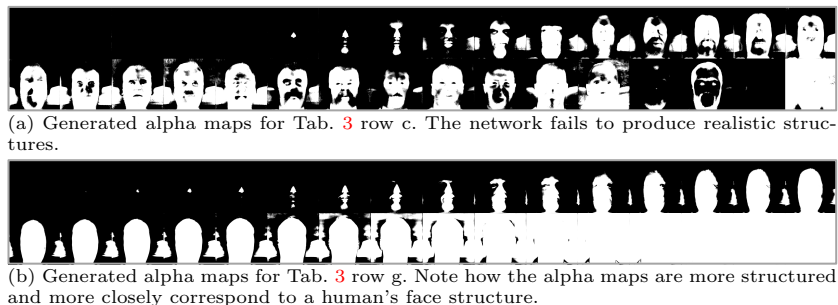 (a) Generated alpha maps for Tab. 3 row c. The network fails to produce realistic struc-
tures.
(b) Generated alpha maps for Tab. 3 row g. Note how the alpha maps are more structured
and more closely correspond to a human's face structure.